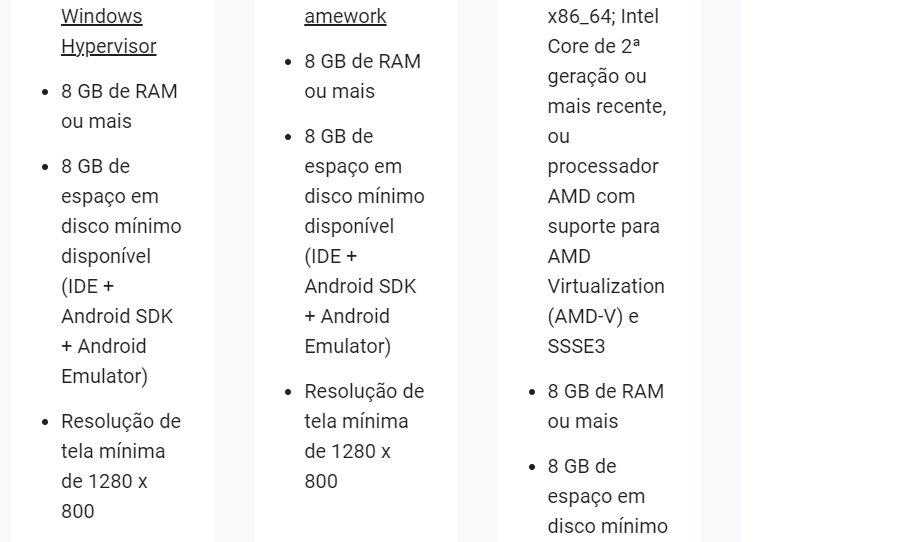 Windows
Hypervisor
8 GB de RAM
ou mais
8 GB de
espaço em
disco mínimo
disponível
(IDE +
Android SDK
+ Android
Emulator)
Resolução de
tela mínima
de 1280 x
800
amework
8 GB de RAM
ou mais
8 GB de
espaço em
disco mínimo
disponível
(IDE +
Android SDK
+ Android
Emulator)
Resolução de
tela mínima
de 1280 x
800
x86_64; Intel
Core de 2ª
geração ou
mais recente,
ou
processador
AMD com
suporte para
AMD
Virtualization
(AMD-V) e
SSSE3
8 GB de RAM
ou mais
8 GB de
espaço em
disco mínimo